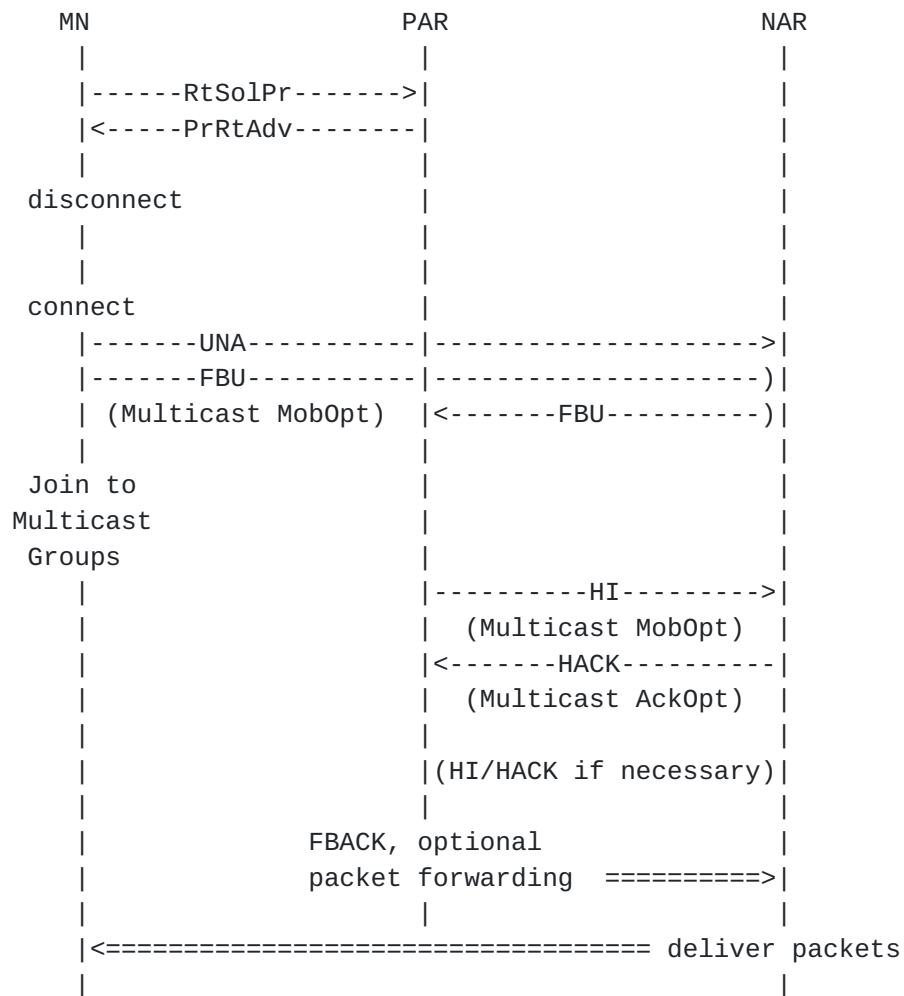 MN PAR NAR
| | |
|------RtSolPr------->| |
|<-----PrRtAdv--------| |
| | |
disconnect | |
| | |
| | |
connect | |
|-------UNA-----------|--------------------->|
|-------FBU-----------|---------------------)|
| (Multicast MobOpt) |<-------FBU----------)|
| | |
Join to | |
Multicast | |
Groups | |
| |----------HI--------->|
| | (Multicast MobOpt) |
| |<-------HACK----------|
| | (Multicast AckOpt) |
| | |
| |(HI/HACK if necessary)|
| | |
| FBACK, optional |
| packet forwarding ==========>|
| | |
|<=================================== deliver packets
| |